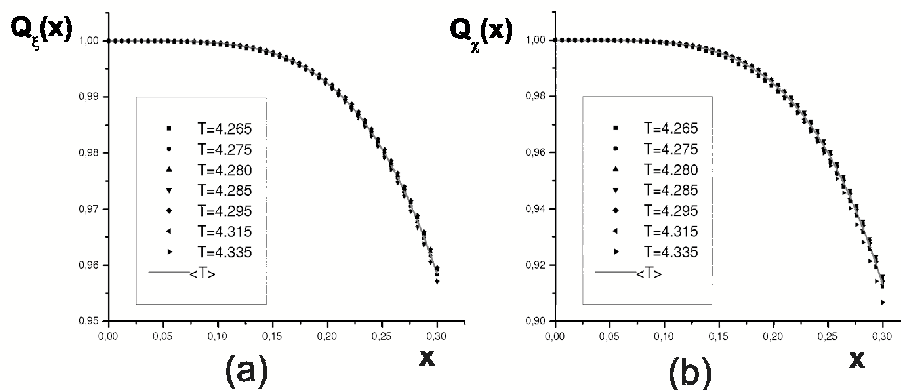 Qξ(x)
1.00
0.99
0.98
0.97
0.96
0.95
T=4.265
T=4.275
T=4.280
T=4.285
T=4.295
T=4.315
T=4.335
<T>
0,00 0,05 0,10 0,15 0,20 0,25 0,30
x
(a)
Qχ(x)
1,00
0,98
0,96
0,94
0,92
0,90
T=4.265
T=4.275
T=4.280
T=4.285
T=4.295
T=4.315
T=4.335
<T>
0,00 0,05 0,10 0,15 0,20 0,25 0,30
x
(b)